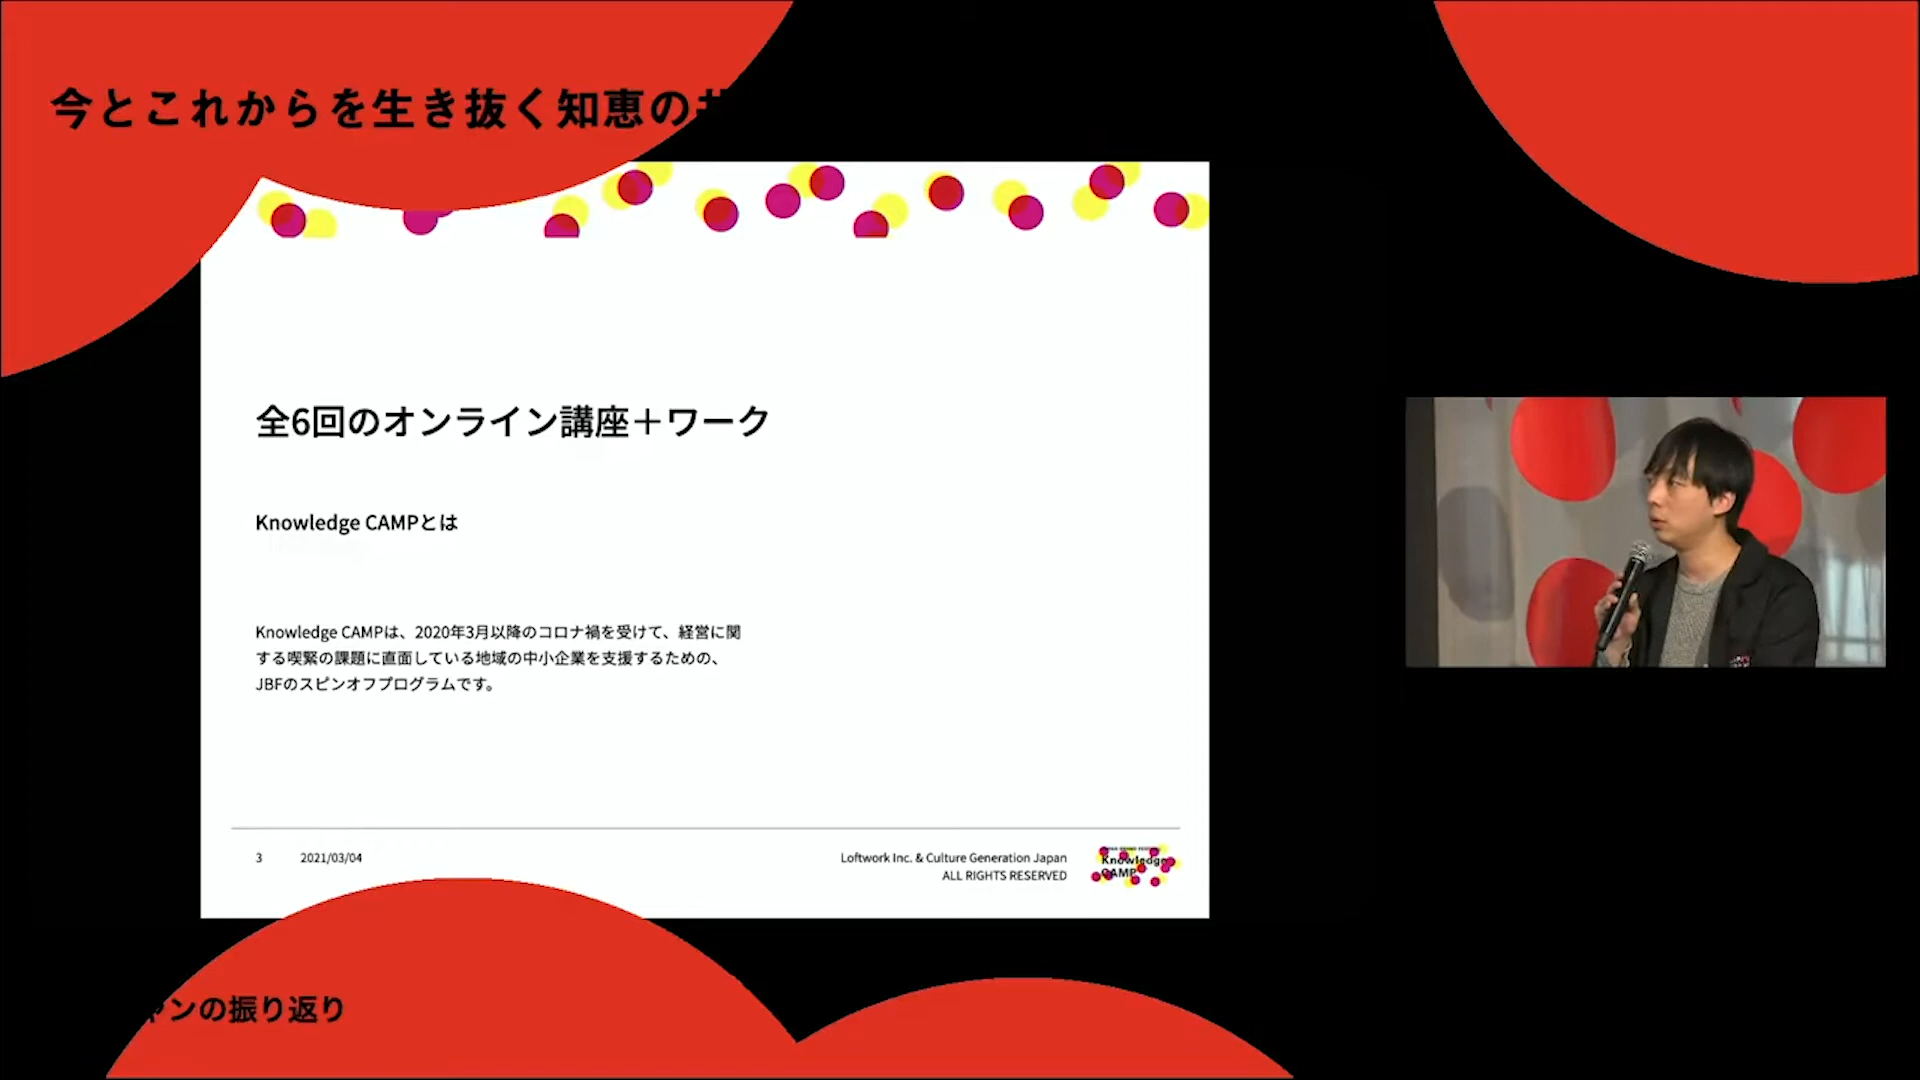 今とこれからを生き抜く知恵の
全6回のオンライン講座＋ワーク
Knowledge CAMPとは
Knowledge CAMPは、2020年3月以降のコロナ禍を受けて、経営に関
する喫緊の課題に直面している地域の中小企業を支援するための、
JBFのスピンオフプログラムです。
3 2021/03/04
Loftwork Inc. & Culture Generation Japan
ALL RIGHTS RESERVED
Knowledge
CAMP
ンの振り返り